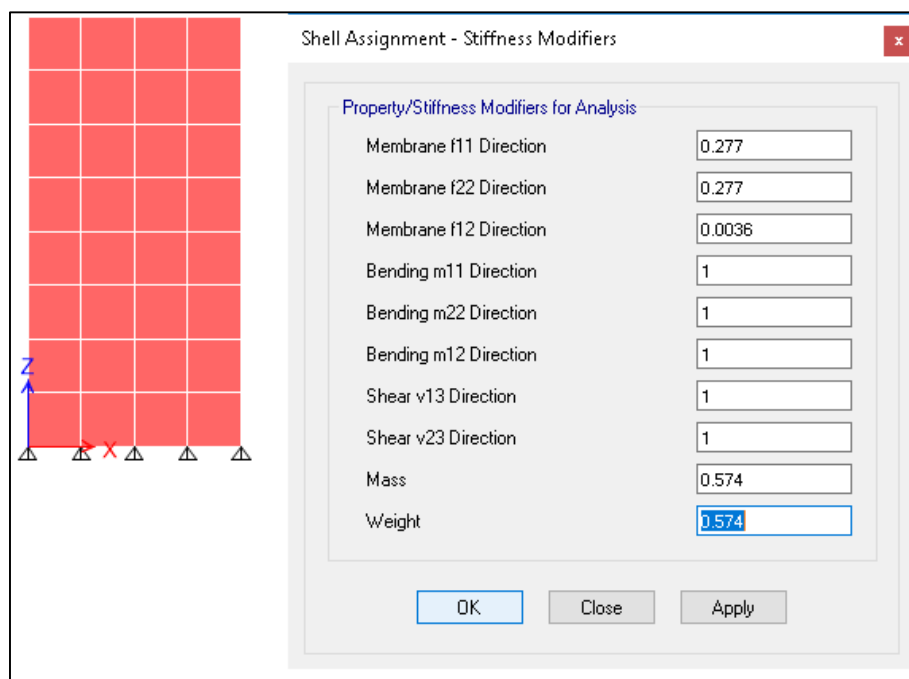 Shell Assignment - Stiffness Modifiers
x
Property/Stiffness Modifiers for Analysis
Membrane f11 Direction 0.277
Membrane f22 Direction 0.277
Membrane f12 Direction 0.0036
Bending m11 Direction 1
Bending m22 Direction 1
Bending m12 Direction 1
Shear v13 Direction 1
Shear v23 Direction 1
Mass 0.574
Weight 0.574
OK Close Apply
Z
X